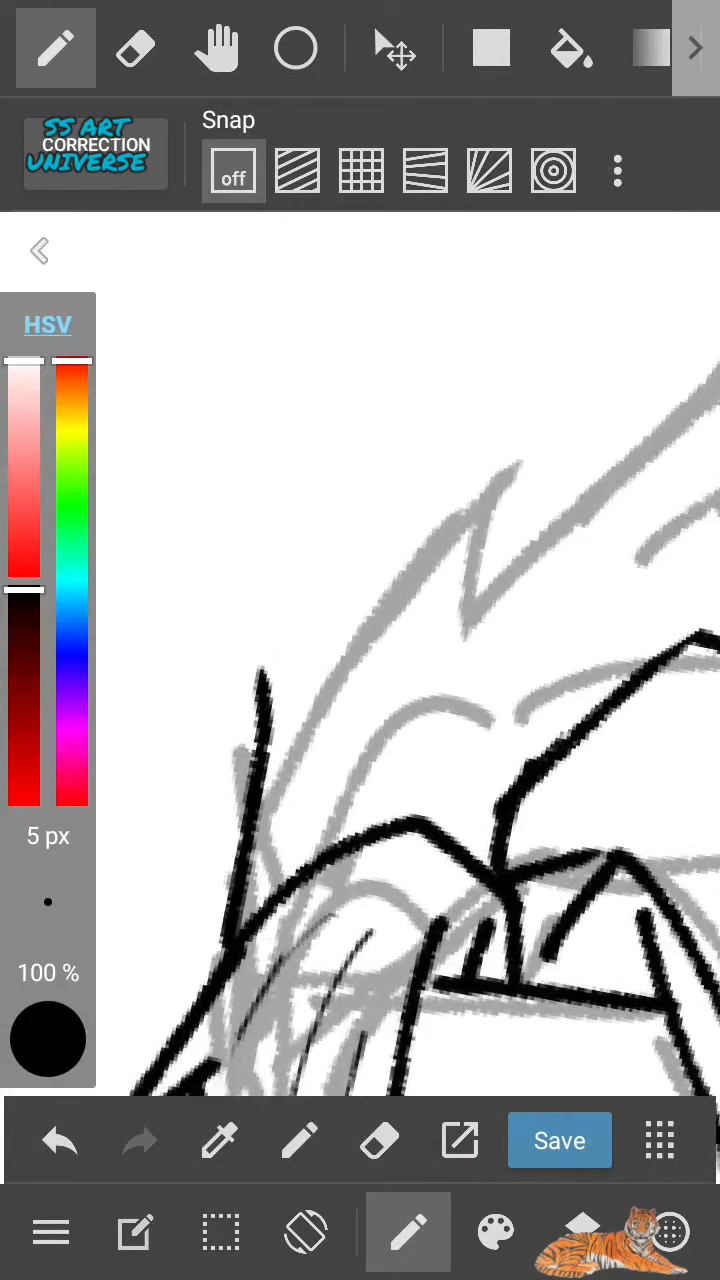 Snap
SS ART
CORRECTION
UNIVERSE
off
HSV
5 px
100 %
Save